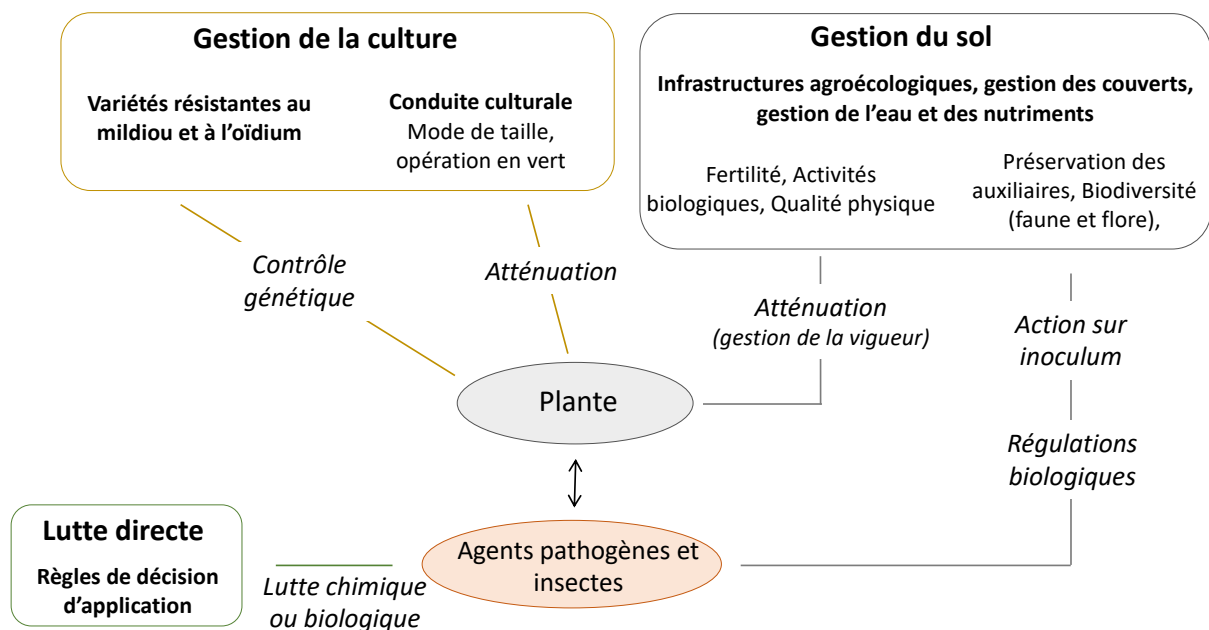 Gestion de la culture
Variétés résistantes au
mildiou et à l’oïdium
Conduite culturale
Mode de taille,
opération en vert
Gestion du sol
Infrastructures agroécologiques, gestion des couverts,
gestion de l’eau et des nutriments
Fertilité, Activités
biologiques, Qualité physique
Préservation des
auxiliaires, Biodiversité
(faune et flore),
Contrôle
génétique
Atténuation
Atténuation
(gestion de la vigueur)
Action sur
inoculum
Plante
Régulations
biologiques
Lutte directe
Règles de décision
d’application
Lutte chimique
ou biologique
Agents pathogènes et
insectes